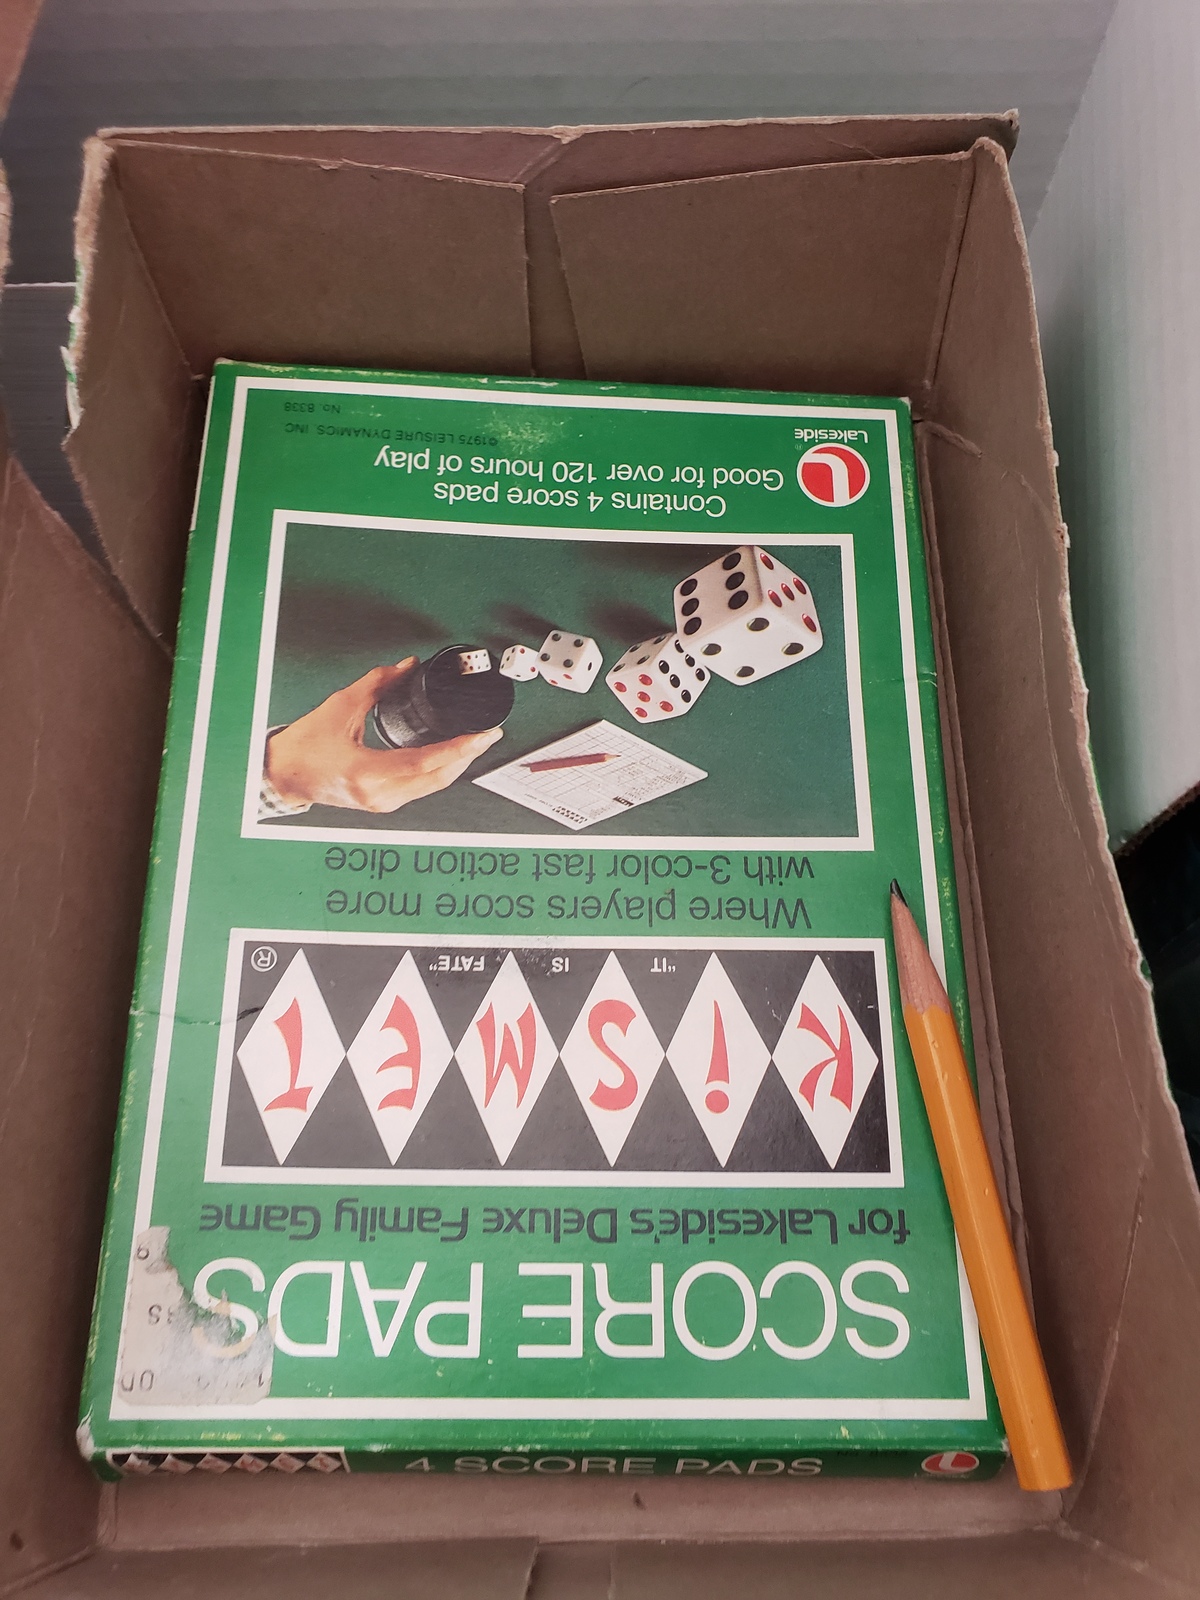 SCORE PADS
for Lakeside's Deluxe Family Game
KISMET
"IT IS FATE" ®
Where players score more
with 3-color fast action dice
Contains 4 score pads
Good for over 120 hours of play
L
Lakeside®
©1975 LEISURE DYNAMICS, INC
No. 8338
4 SCORE PADS